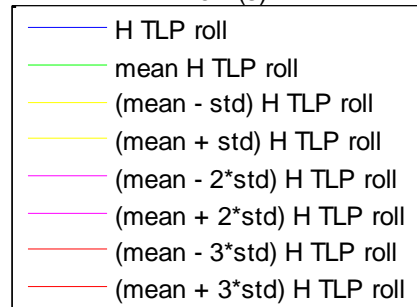 H TLP roll
mean H TLP roll
(mean - std) H TLP roll
(mean + std) H TLP roll
(mean - 2*std) H TLP roll
(mean + 2*std) H TLP roll
(mean - 3*std) H TLP roll
(mean + 3*std) H TLP roll